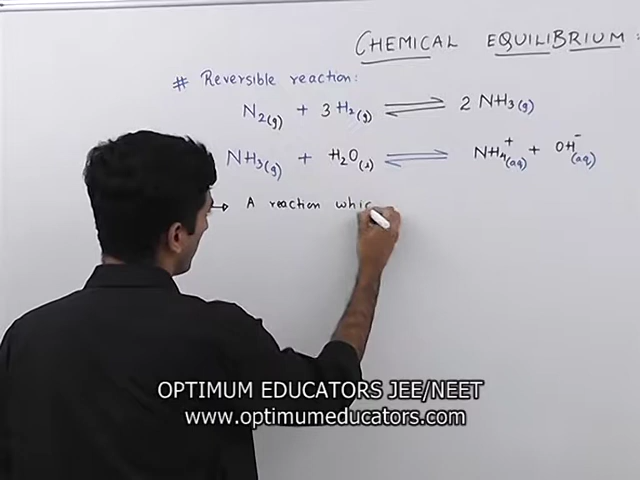 CHEMICAL EQUILIBRIUM :
# Reversible reaction:
N₂(g) + 3 H₂(g) ⇌ 2 NH₃(g)
NH₃(g) + H₂O(l) ⇌ NH₄⁺(aq) + OH⁻(aq)
→ A reaction whic
OPTIMUM EDUCATORS JEE/NEET
www.optimumeducators.com